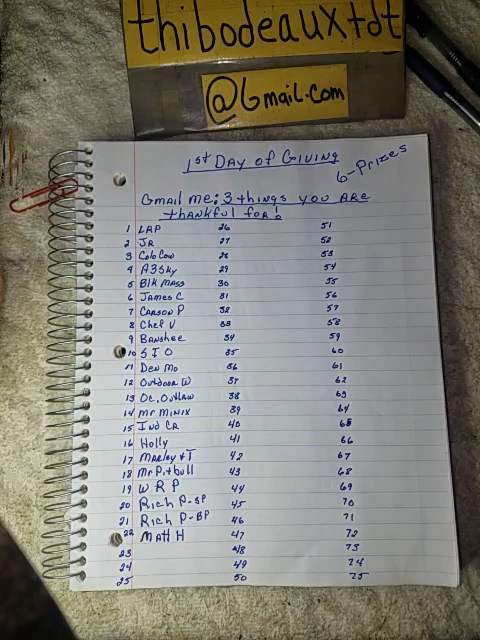 thibodeauxtdt
@Gmail.com
1st Day of Giving
6-Prizes
Gmail me: 3 things you are
thankful for!
1 LRP 26 51
2 JR 27 52
3 Colo Cow 28 53
4 A3Sky 29 54
5 Blk Mass 30 55
6 James C 31 56
7 Carson P 32 57
8 Chef V 33 58
9 Banshee 34 59
10 S I O 35 60
11 Dev Mo 36 61
12 Outdoor W 37 62
13 Oc. Outlaw 38 63
14 Mr Minix 39 64
15 Ind CR 40 65
16 Holly 41 66
17 Marley + T 42 67
18 Mr Pitbull 43 68
19 W R P 44 69
20 Rich P-SP 45 70
21 Rich P-BP 46 71
22 Matt H 47 72
23 48 73
24 49 74
25 50 75